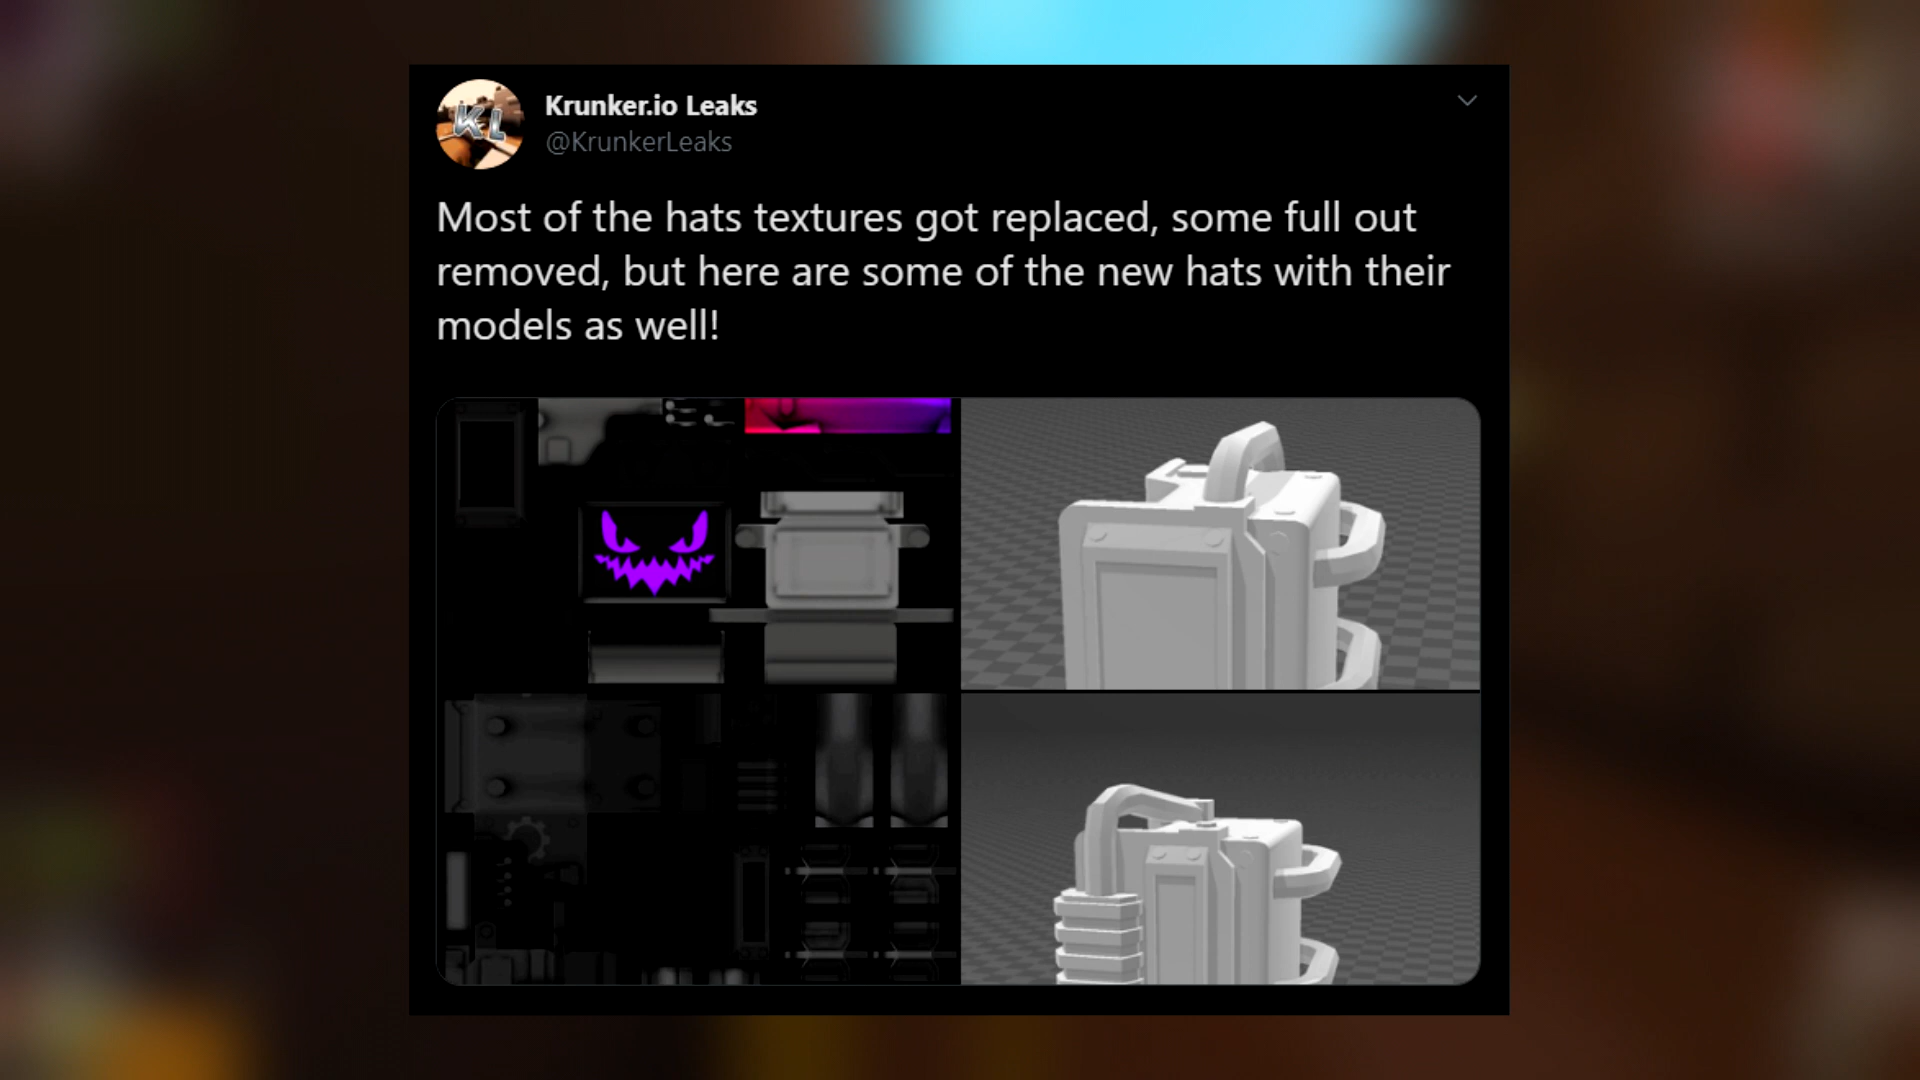 KL
Krunker.io Leaks
@KrunkerLeaks
Most of the hats textures got replaced, some full out
removed, but here are some of the new hats with their
models as well!